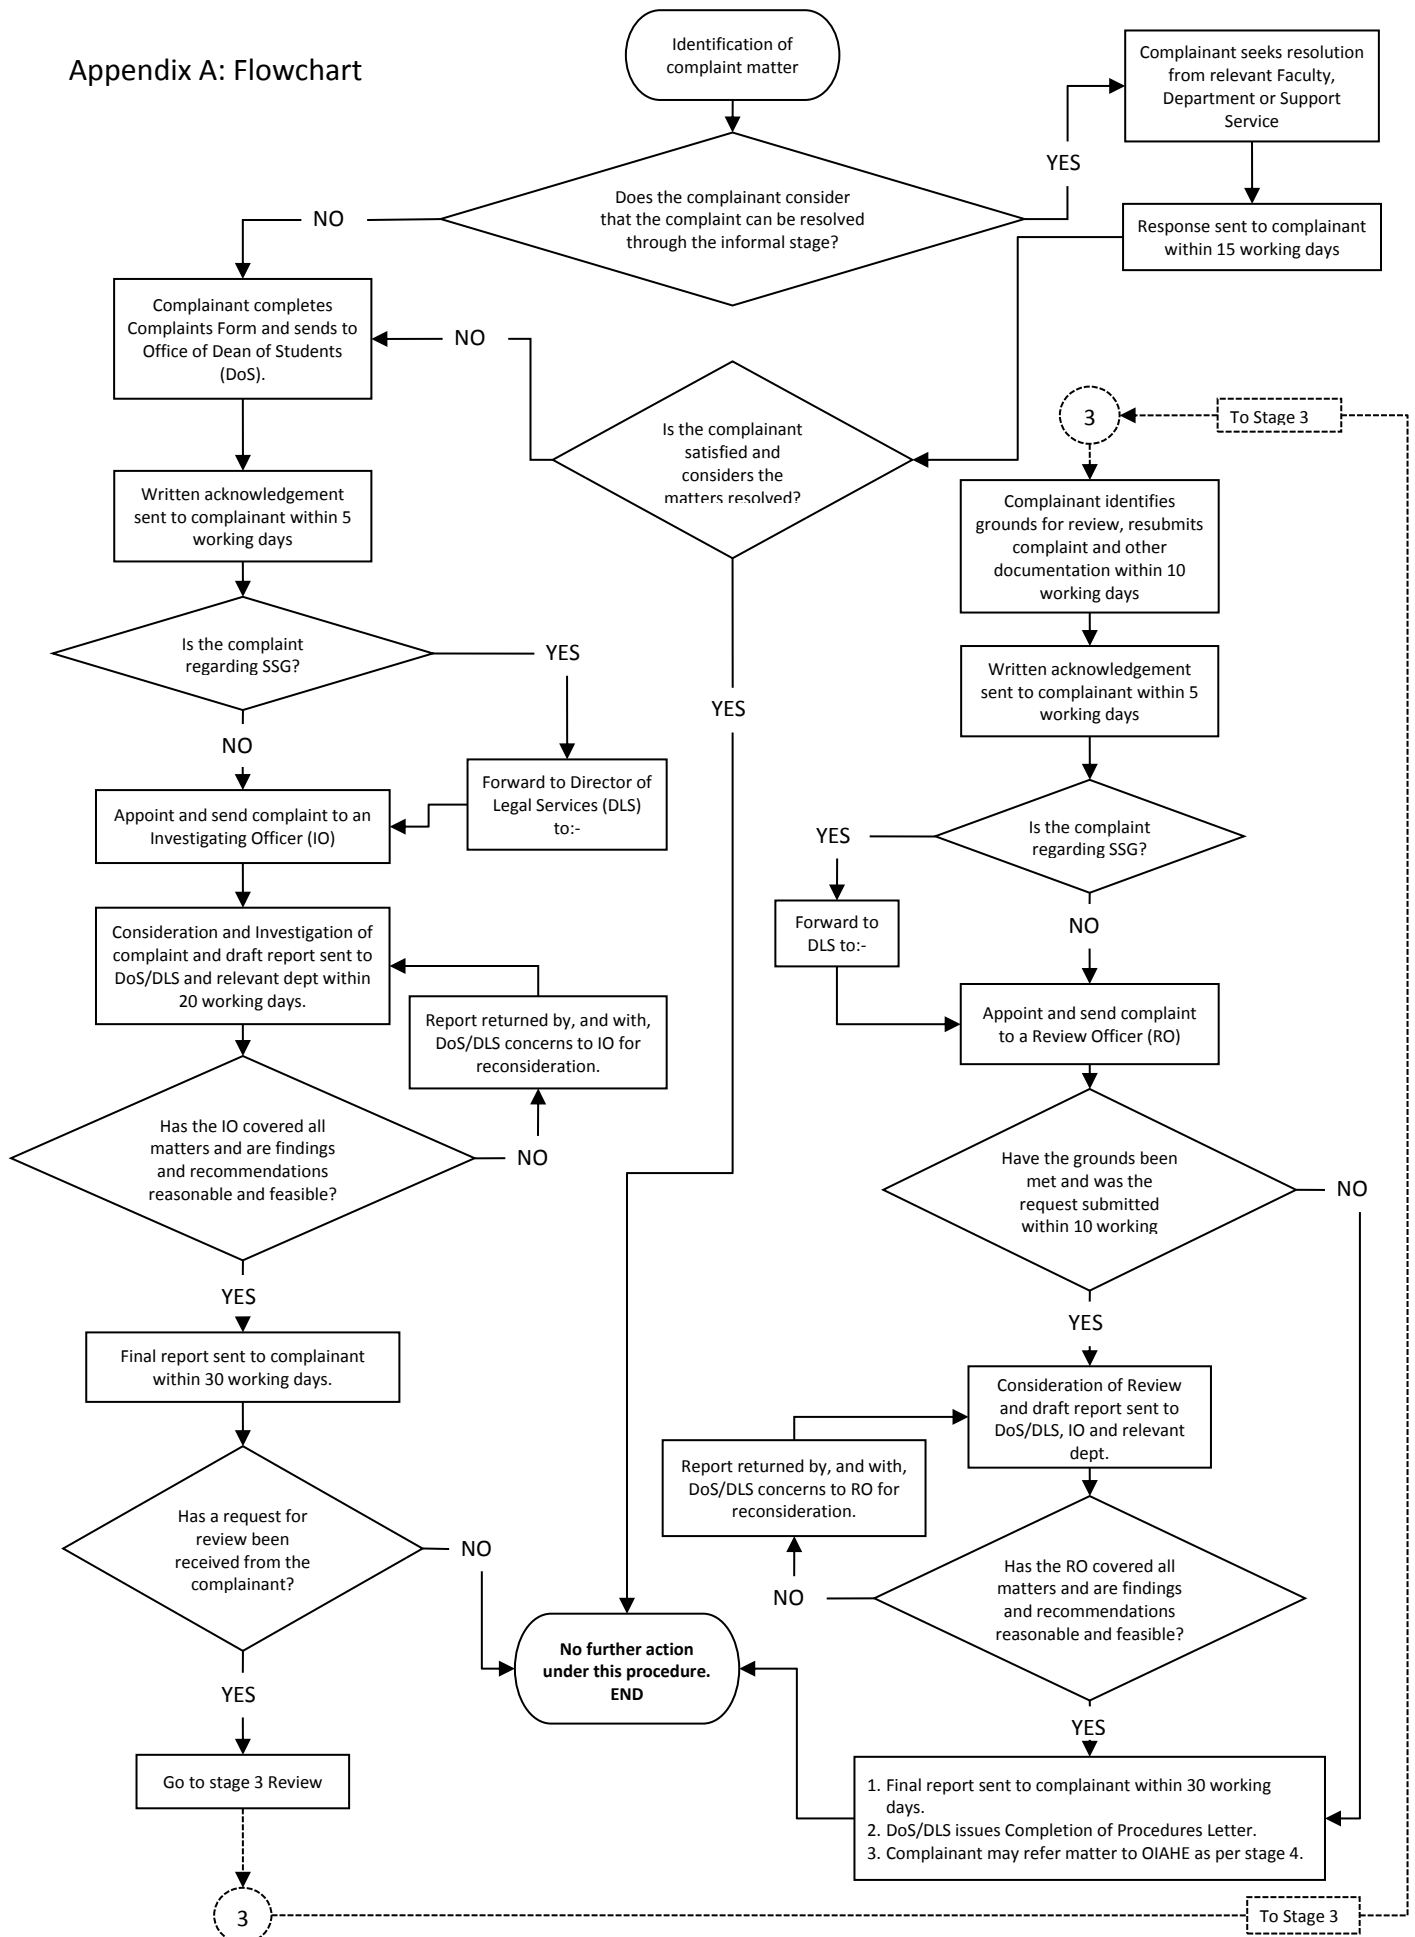 Appendix A: Flowchart
Identification of
complaint matter
Complainant seeks resolution
from relevant Faculty,
Department or Support
Service
YES
Does the complainant consider
that the complaint can be resolved
through the informal stage?
NO
Response sent to complainant
within 15 working days
Complainant completes
Complaints Form and sends to
Office of Dean of Students
(DoS).
NO
Is the complainant
satisfied and
considers the
matters resolved?
YES
Written acknowledgement
sent to complainant within 5
working days
Is the complaint
regarding SSG?
YES
NO
Forward to Director of
Legal Services (DLS)
to:-
Appoint and send complaint to an
Investigating Officer (IO)
Consideration and Investigation of
complaint and draft report sent to
DoS/DLS and relevant dept within
20 working days.
Report returned by, and with,
DoS/DLS concerns to IO for
reconsideration.
Has the IO covered all
matters and are findings
and recommendations
reasonable and feasible?
NO
YES
Final report sent to complainant
within 30 working days.
Has a request for
review been
received from the
complainant?
NO
YES
Go to stage 3 Review
3
To Stage 3
3
To Stage 3
Complainant identifies
grounds for review, resubmits
complaint and other
documentation within 10
working days
Written acknowledgement
sent to complainant within 5
working days
Is the complaint
regarding SSG?
YES
Forward to
DLS to:-
NO
Appoint and send complaint
to a Review Officer (RO)
Have the grounds been
met and was the
request submitted
within 10 working
NO
YES
Consideration of Review
and draft report sent to
DoS/DLS, IO and relevant
dept.
Report returned by, and with,
DoS/DLS concerns to RO for
reconsideration.
Has the RO covered all
matters and are findings
and recommendations
reasonable and feasible?
NO
YES
1. Final report sent to complainant within 30 working
days.
2. DoS/DLS issues Completion of Procedures Letter.
3. Complainant may refer matter to OIAHE as per stage 4.
No further action
under this procedure.
END